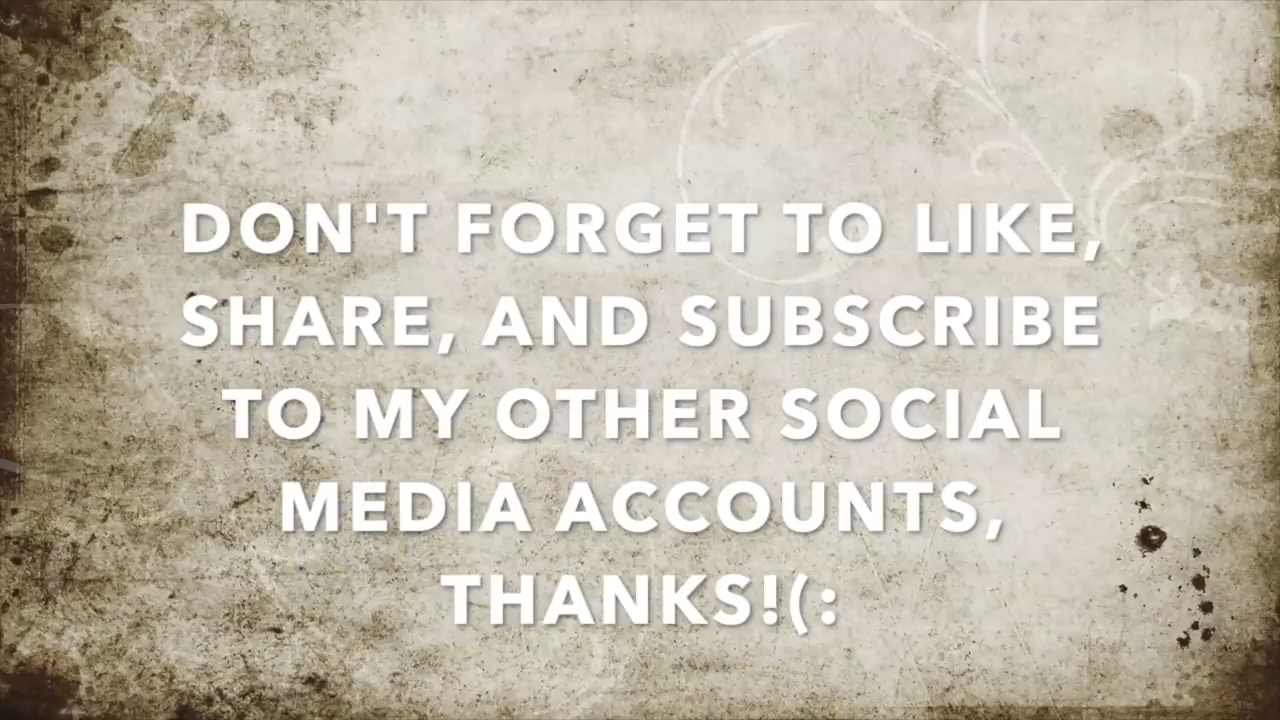 DON'T FORGET TO LIKE,
SHARE, AND SUBSCRIBE
TO MY OTHER SOCIAL
MEDIA ACCOUNTS,
THANKS!(: